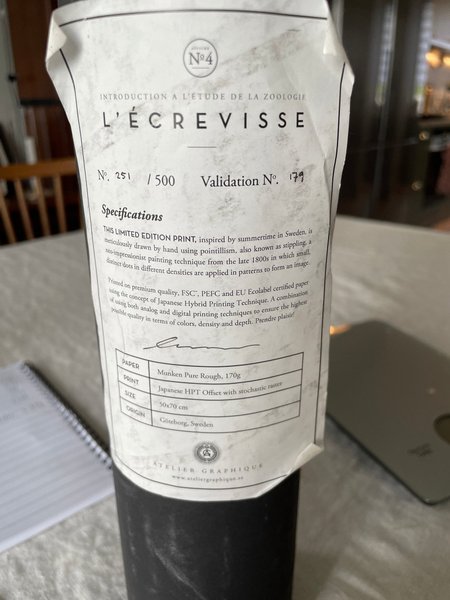 AFFICHE
Nº4
INTRODUCTION A L'ÉTUDE DE LA ZOOLOGIE
L'ÉCREVISSE
Nº. 251 / 500 Validation Nº. 179
Specifications
THIS LIMITED EDITION PRINT, inspired by summertime in Sweden, is
meticulously drawn by hand using pointillism, also known as stippling, a
neo-impressionist painting technique from the late 1800s in which small,
distinct dots in different densities are applied in patterns to form an image.
Printed on premium quality, FSC®, PEFC and EU Ecolabel certified paper
using the concept of Japanese Hybrid Printing Technique. A combination
of using both analog and digital printing techniques to ensure the highest
possible quality in terms of colors, density and depth. Prendre plaisir!
PAPER Munken Pure Rough, 170g
PRINT Japanese HPT Offset with stochastic raster
SIZE 50x70 cm
ORIGIN Göteborg, Sweden
ATELIER GRAPHIQUE
www.ateliergraphique.se